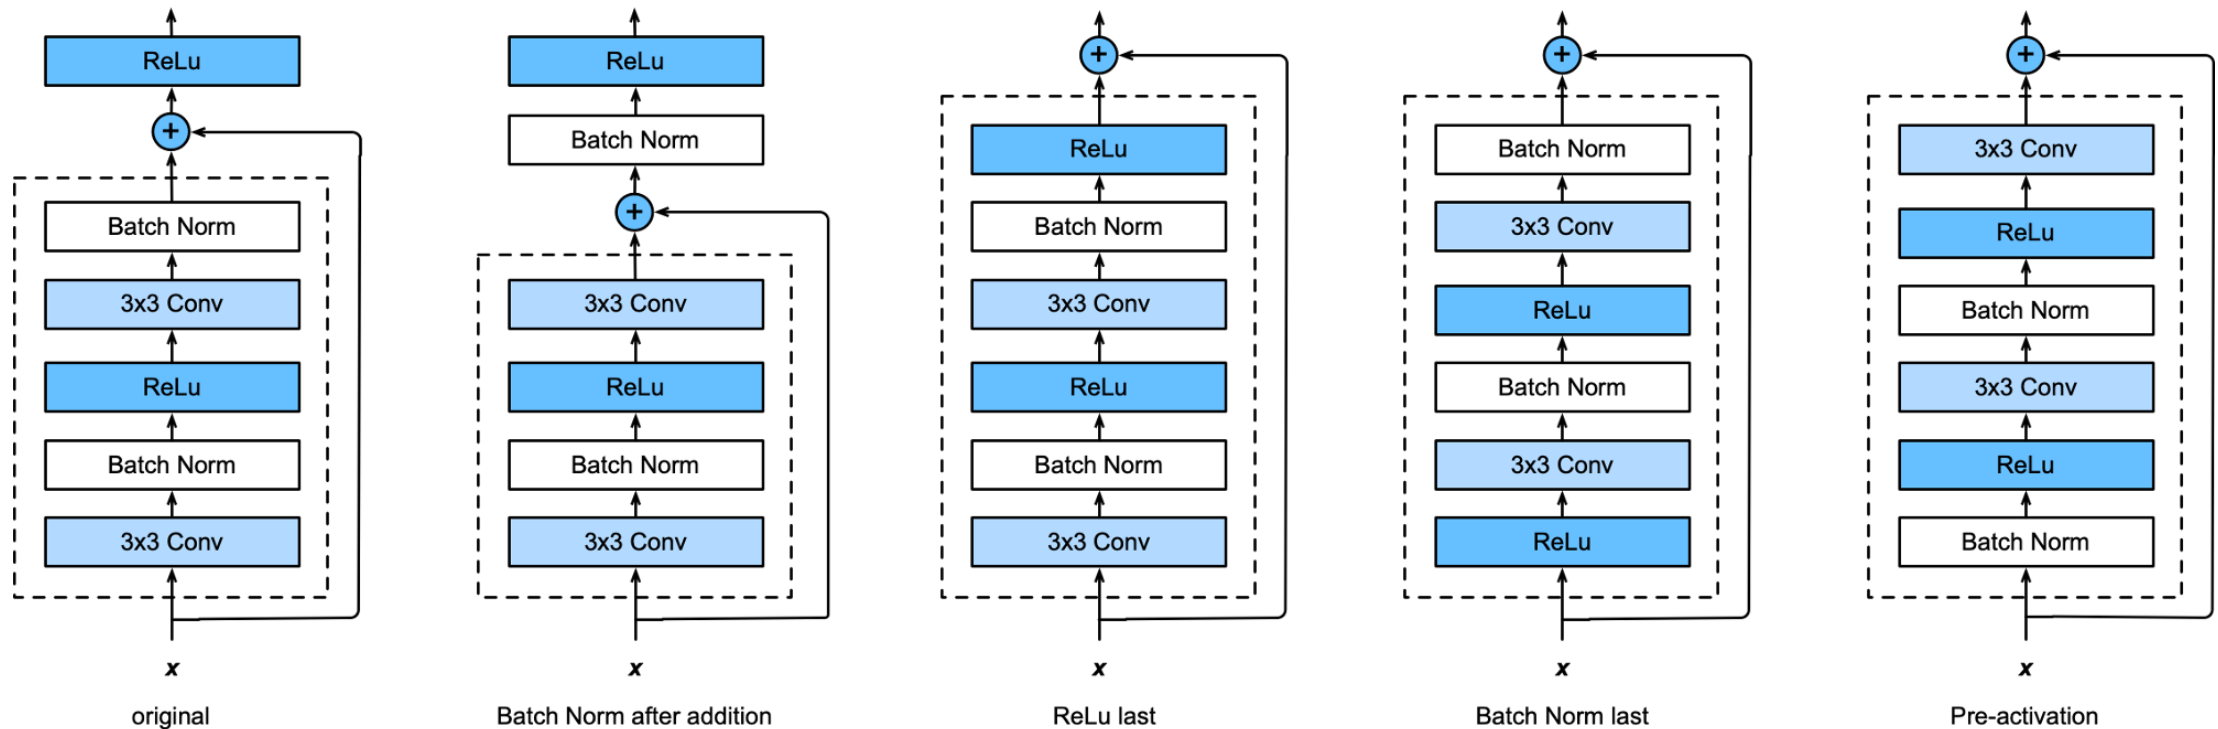 ReLu
+
Batch Norm
3x3 Conv
ReLu
Batch Norm
3x3 Conv
x
original
ReLu
Batch Norm
+
3x3 Conv
ReLu
Batch Norm
3x3 Conv
x
Batch Norm after addition
+
ReLu
Batch Norm
3x3 Conv
ReLu
Batch Norm
3x3 Conv
x
ReLu last
+
Batch Norm
3x3 Conv
ReLu
Batch Norm
3x3 Conv
ReLu
x
Batch Norm last
+
3x3 Conv
ReLu
Batch Norm
3x3 Conv
ReLu
Batch Norm
x
Pre-activation